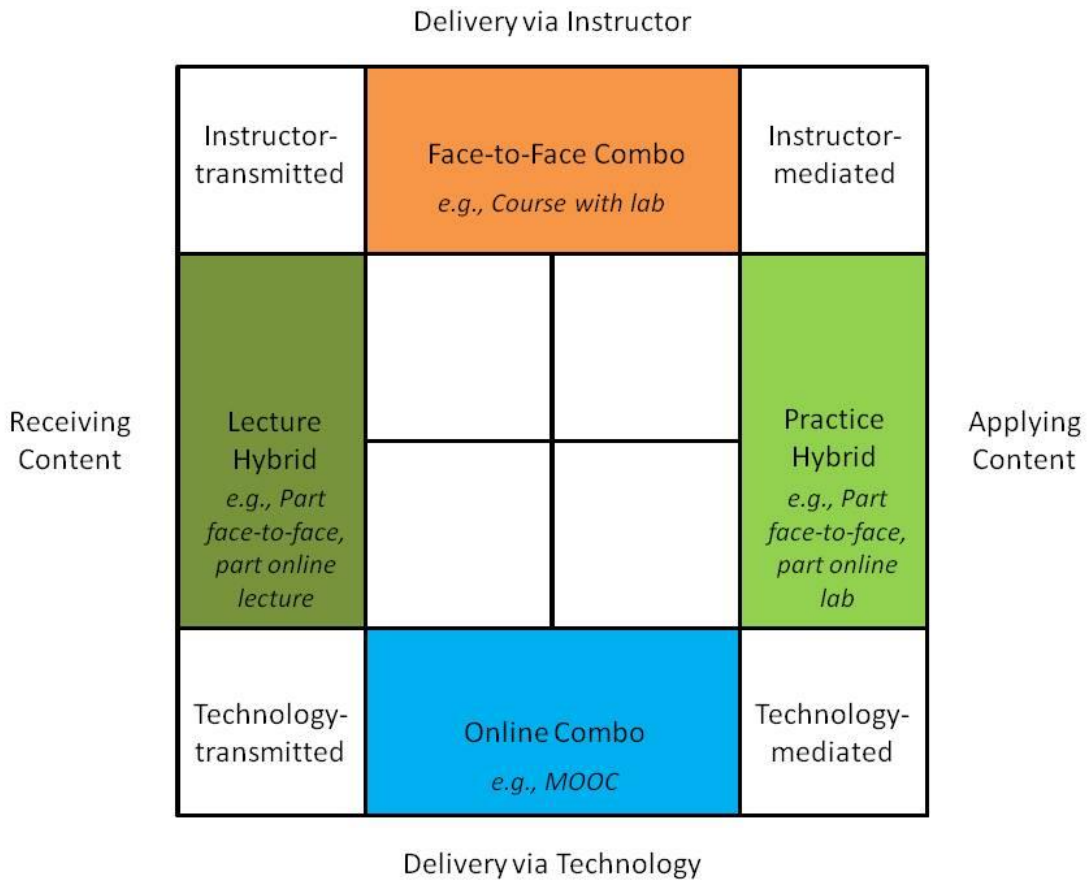 Delivery via Instructor
Instructor-
transmitted
Face-to-Face Combo
e.g., Course with lab
Instructor-
mediated
Receiving
Content
Lecture
Hybrid
e.g., Part
face-to-face,
part online
lecture
Practice
Hybrid
e.g., Part
face-to-face,
part online
lab
Applying
Content
Technology-
transmitted
Online Combo
e.g., MOOC
Technology-
mediated
Delivery via Technology